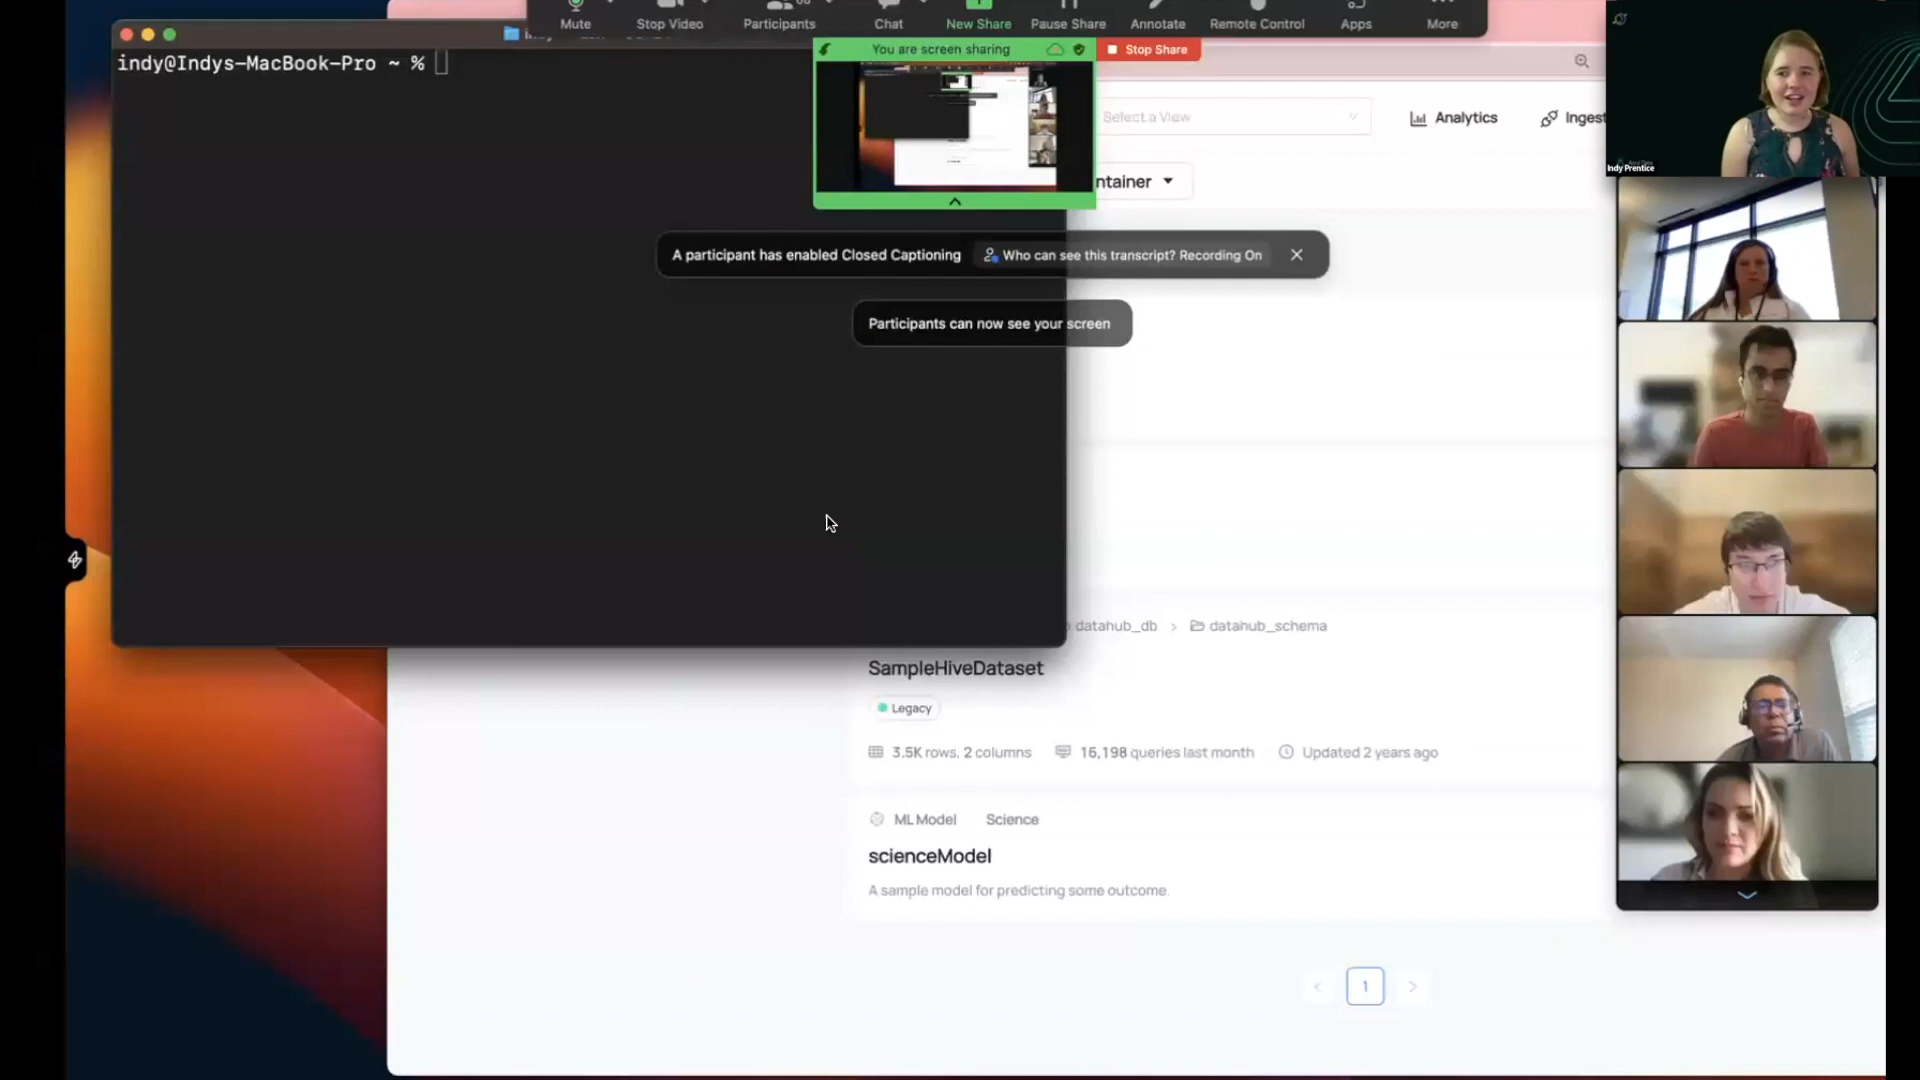 Mute
Stop Video
Participants
Chat
New Share
Pause Share
Annotate
Remote Control
Apps
More
You are screen sharing
Stop Share
indy@Indys-MacBook-Pro ~ %
Select a View
Analytics
Ingest
Indy Prentice
ntainer
A participant has enabled Closed Captioning
Who can see this transcript? Recording On
Participants can now see your screen
datahub_db > datahub_schema
SampleHiveDataset
Legacy
3.5K rows, 2 columns
16,198 queries last month
Updated 2 years ago
ML Model
Science
scienceModel
A sample model for predicting some outcome.
< 1 >